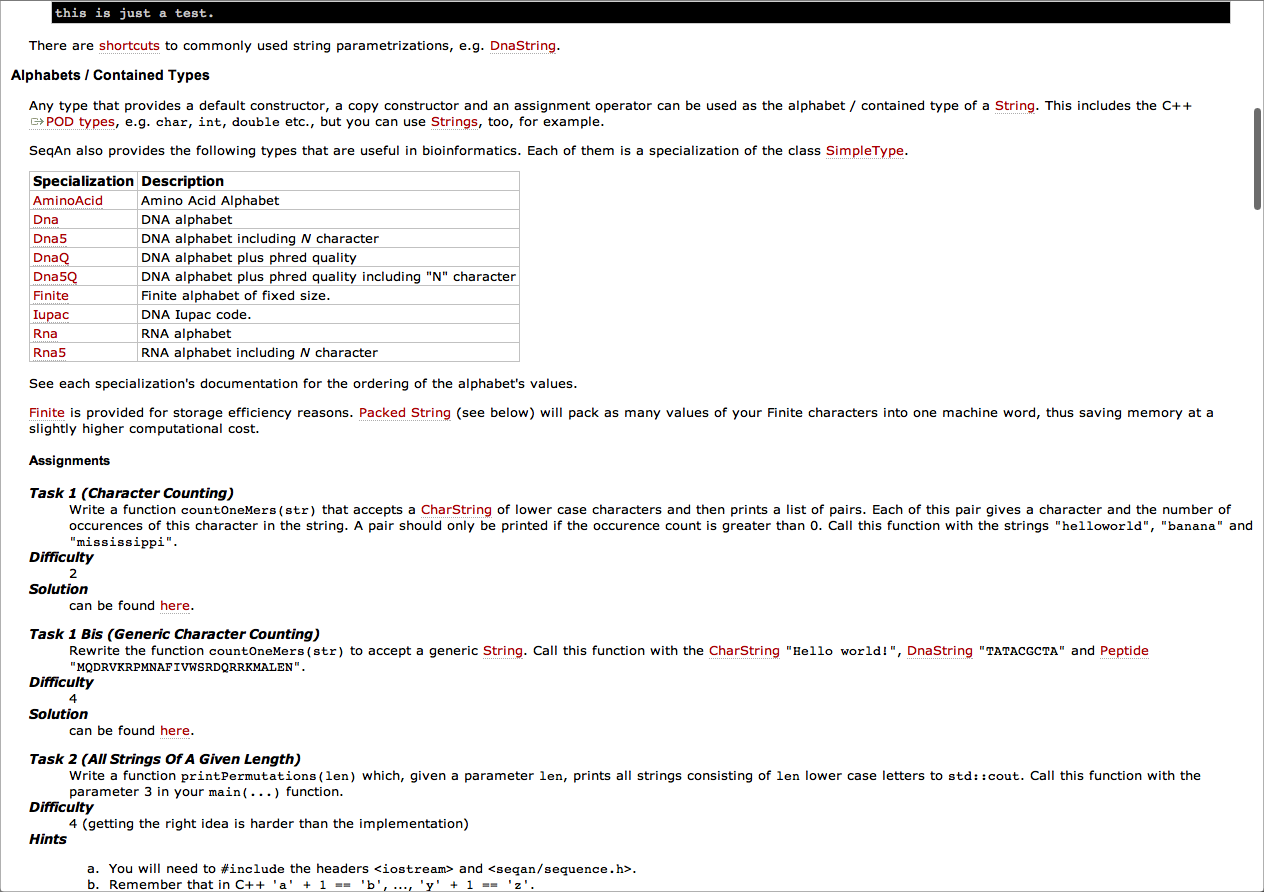 this is just a test.
There are shortcuts to commonly used string parametrizations, e.g. DnaString.
Alphabets / Contained Types
Any type that provides a default constructor, a copy constructor and an assignment operator can be used as the alphabet / contained type of a String. This includes the C++
POD types, e.g. char, int, double etc., but you can use Strings, too, for example.
SeqAn also provides the following types that are useful in bioinformatics. Each of them is a specialization of the class SimpleType.
Specialization Description
AminoAcid Amino Acid Alphabet
Dna DNA alphabet
Dna5 DNA alphabet including N character
DnaQ DNA alphabet plus phred quality
Dna5Q DNA alphabet plus phred quality including "N" character
Finite Finite alphabet of fixed size.
Iupac DNA Iupac code.
Rna RNA alphabet
Rna5 RNA alphabet including N character
See each specialization's documentation for the ordering of the alphabet's values.
Finite is provided for storage efficiency reasons. Packed String (see below) will pack as many values of your Finite characters into one machine word, thus saving memory at a
slightly higher computational cost.
Assignments
Task 1 (Character Counting)
Write a function countOneMers(str) that accepts a CharString of lower case characters and then prints a list of pairs. Each of this pair gives a character and the number of
occurences of this character in the string. A pair should only be printed if the occurence count is greater than 0. Call this function with the strings "helloworld", "banana" and
"mississippi".
Difficulty
2
Solution
can be found here.
Task 1 Bis (Generic Character Counting)
Rewrite the function countOneMers(str) to accept a generic String. Call this function with the CharString "Hello world!", DnaString "TATACGCTA" and Peptide
"MQDRVKRPMNAFIVWSRDQRRKMALEN".
Difficulty
4
Solution
can be found here.
Task 2 (All Strings Of A Given Length)
Write a function printPermutations(len) which, given a parameter len, prints all strings consisting of len lower case letters to std::cout. Call this function with the
parameter 3 in your main(...) function.
Difficulty
4 (getting the right idea is harder than the implementation)
Hints
a. You will need to #include the headers <iostream> and <seqan/sequence.h>.
b. Remember that in C++ 'a' + 1 == 'b', ..., 'y' + 1 == 'z'.